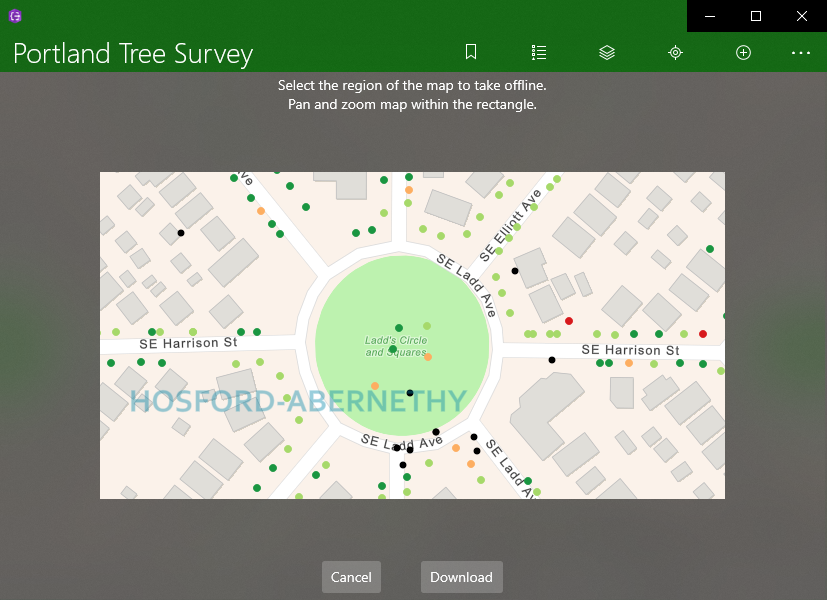 Portland Tree Survey
Select the region of the map to take offline.
Pan and zoom map within the rectangle.
ve
SE Elliott Ave
SE Ladd Ave
SE Harrison St
Ladd's Circle
and Squares
SE Harrison St
HOSFORD-ABERNETHY
SE Ladd Ave
SE Ladd Av
Cancel
Download